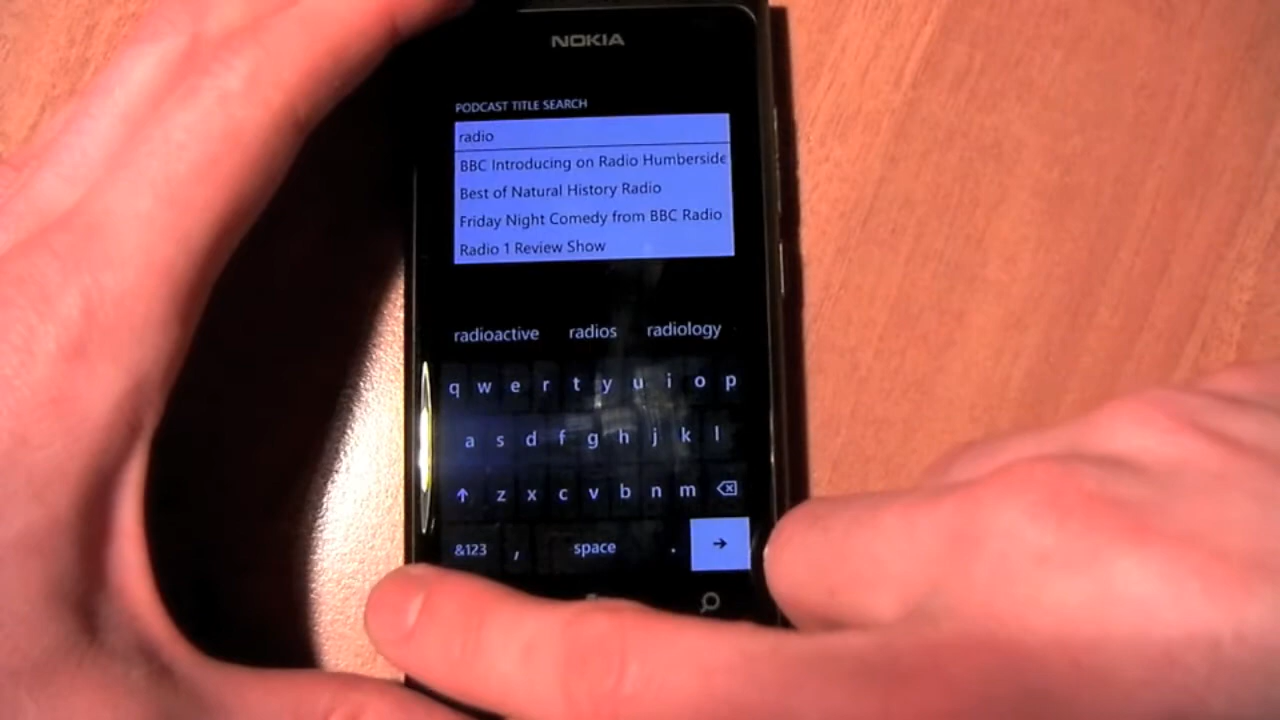 NOKIA
PODCAST TITLE SEARCH
radio
BBC Introducing on Radio Humberside
Best of Natural History Radio
Friday Night Comedy from BBC Radio
Radio 1 Review Show
radioactive radios radiology
q w e r t y u i o p
a s d f g h j k l
z x c v b n m
&123 , space .